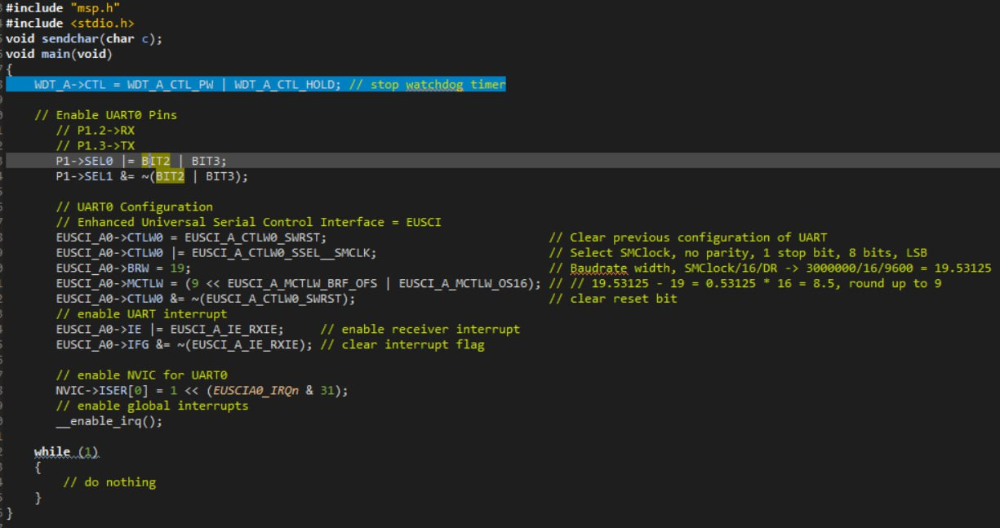 #include "msp.h"
#include <stdio.h>
void sendchar(char c);
void main(void)
{
WDT_A->CTL = WDT_A_CTL_PW | WDT_A_CTL_HOLD; // stop watchdog timer
// Enable UART0 Pins
// P1.2->RX
// P1.3->TX
P1->SEL0 |= BIT2 | BIT3;
P1->SEL1 &= ~(BIT2 | BIT3);
// UART0 Configuration
// Enhanced Universal Serial Control Interface = EUSCI
EUSCI_A0->CTLW0 = EUSCI_A_CTLW0_SWRST; // Clear previous configuration of UART
EUSCI_A0->CTLW0 |= EUSCI_A_CTLW0_SSEL__SMCLK; // Select SMClock, no parity, 1 stop bit, 8 bits, LSB
EUSCI_A0->BRW = 19; // Baudrate width, SMClock/16/DR -> 3000000/16/9600 = 19.53125
EUSCI_A0->MCTLW = (9 << EUSCI_A_MCTLW_BRF_OFS | EUSCI_A_MCTLW_OS16); // // 19.53125 - 19 = 0.53125 * 16 = 8.5, round up to 9
EUSCI_A0->CTLW0 &= ~(EUSCI_A_CTLW0_SWRST); // clear reset bit
// enable UART interrupt
EUSCI_A0->IE |= EUSCI_A_IE_RXIE; // enable receiver interrupt
EUSCI_A0->IFG &= ~(EUSCI_A_IE_RXIE); // clear interrupt flag
// enable NVIC for UART0
NVIC->ISER[0] = 1 << (EUSCIA0_IRQn & 31);
// enable global interrupts
__enable_irq();
while (1)
{
// do nothing
}
}